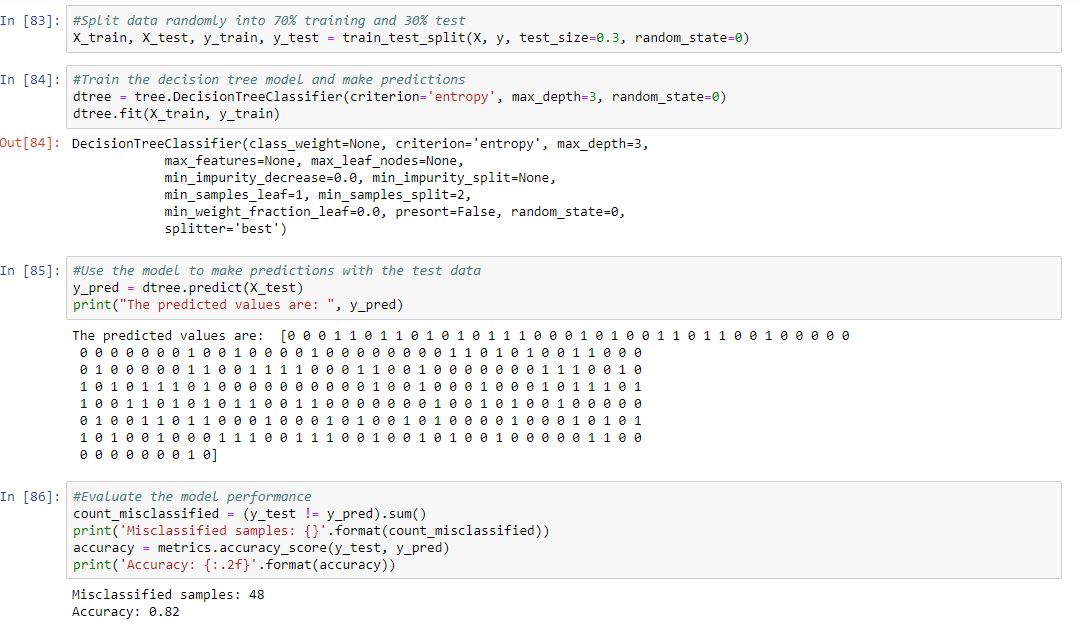 In [83]: #Split data randomly into 70% training and 30% test
X_train, X_test, y_train, y_test = train_test_split(X, y, test_size=0.3, random_state=0)
In [84]: #Train the decision tree model and make predictions
dtree = tree.DecisionTreeClassifier(criterion='entropy', max_depth=3, random_state=0)
dtree.fit(X_train, y_train)
Out[84]: DecisionTreeClassifier(class_weight=None, criterion='entropy', max_depth=3,
max_features=None, max_leaf_nodes=None,
min_impurity_decrease=0.0, min_impurity_split=None,
min_samples_leaf=1, min_samples_split=2,
min_weight_fraction_leaf=0.0, presort=False, random_state=0,
splitter='best')
In [85]: #Use the model to make predictions with the test data
y_pred = dtree.predict(X_test)
print("The predicted values are: ", y_pred)
The predicted values are:  [0 0 0 1 1 0 1 1 0 1 0 1 0 1 1 1 0 0 0 1 0 1 0 0 1 1 0 1 1 0 0 1 0 0 0 0 0
0 0 0 0 0 0 0 1 0 0 1 0 0 0 0 1 0 0 0 0 0 0 0 0 1 1 0 1 0 1 0 0 1 1 0 0 0
0 1 0 0 0 0 0 1 1 0 0 1 1 1 1 0 0 0 1 1 0 0 1 0 0 0 0 0 0 0 1 1 1 0 0 1 0
1 0 1 0 1 1 1 0 1 0 0 0 0 0 0 0 0 0 0 1 0 0 1 0 0 0 1 0 0 0 1 0 1 1 1 0 1
1 0 0 1 1 0 1 0 1 0 1 1 0 0 1 1 0 0 0 0 0 0 0 1 0 0 1 0 1 0 0 1 0 0 0 0 0
0 1 0 0 1 1 0 1 1 0 0 0 1 0 0 0 1 0 1 0 0 1 0 1 0 0 0 0 1 0 0 0 1 0 1 0 1
1 0 1 0 0 1 0 0 0 1 1 1 0 0 1 1 1 0 0 1 0 0 1 0 1 0 0 1 0 0 0 0 0 1 1 0 0
0 0 0 0 0 0 0 1 0]
In [86]: #Evaluate the model performance
count_misclassified = (y_test != y_pred).sum()
print('Misclassified samples: {}'.format(count_misclassified))
accuracy = metrics.accuracy_score(y_test, y_pred)
print('Accuracy: {:.2f}'.format(accuracy))
Misclassified samples: 48
Accuracy: 0.82